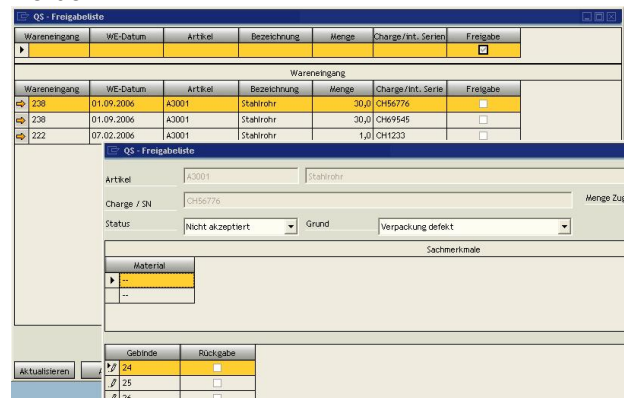 QS - Freigabeliste
Wareneingang WE-Datum Artikel Bezeichnung Menge Charge/int. Serien Freigabe
Wareneingang
Wareneingang WE-Datum Artikel Bezeichnung Menge Charge/int. Serie Freigabe
238 01.09.2006 A3001 Stahlrohr 30,0 CH56776
238 01.09.2006 A3001 Stahlrohr 30,0 CH69545
222 07.02.2006 A3001 Stahlrohr 1,0 CH1233
QS - Freigabeliste
Artikel A3001 Stahlrohr
Charge / SN CH56776 Menge Zug
Status Nicht akzeptiert Grund Verpackung defekt
Sachmerkmale
Material
--
--
Gebinde Rückgabe
24
Aktualisieren A
25
26